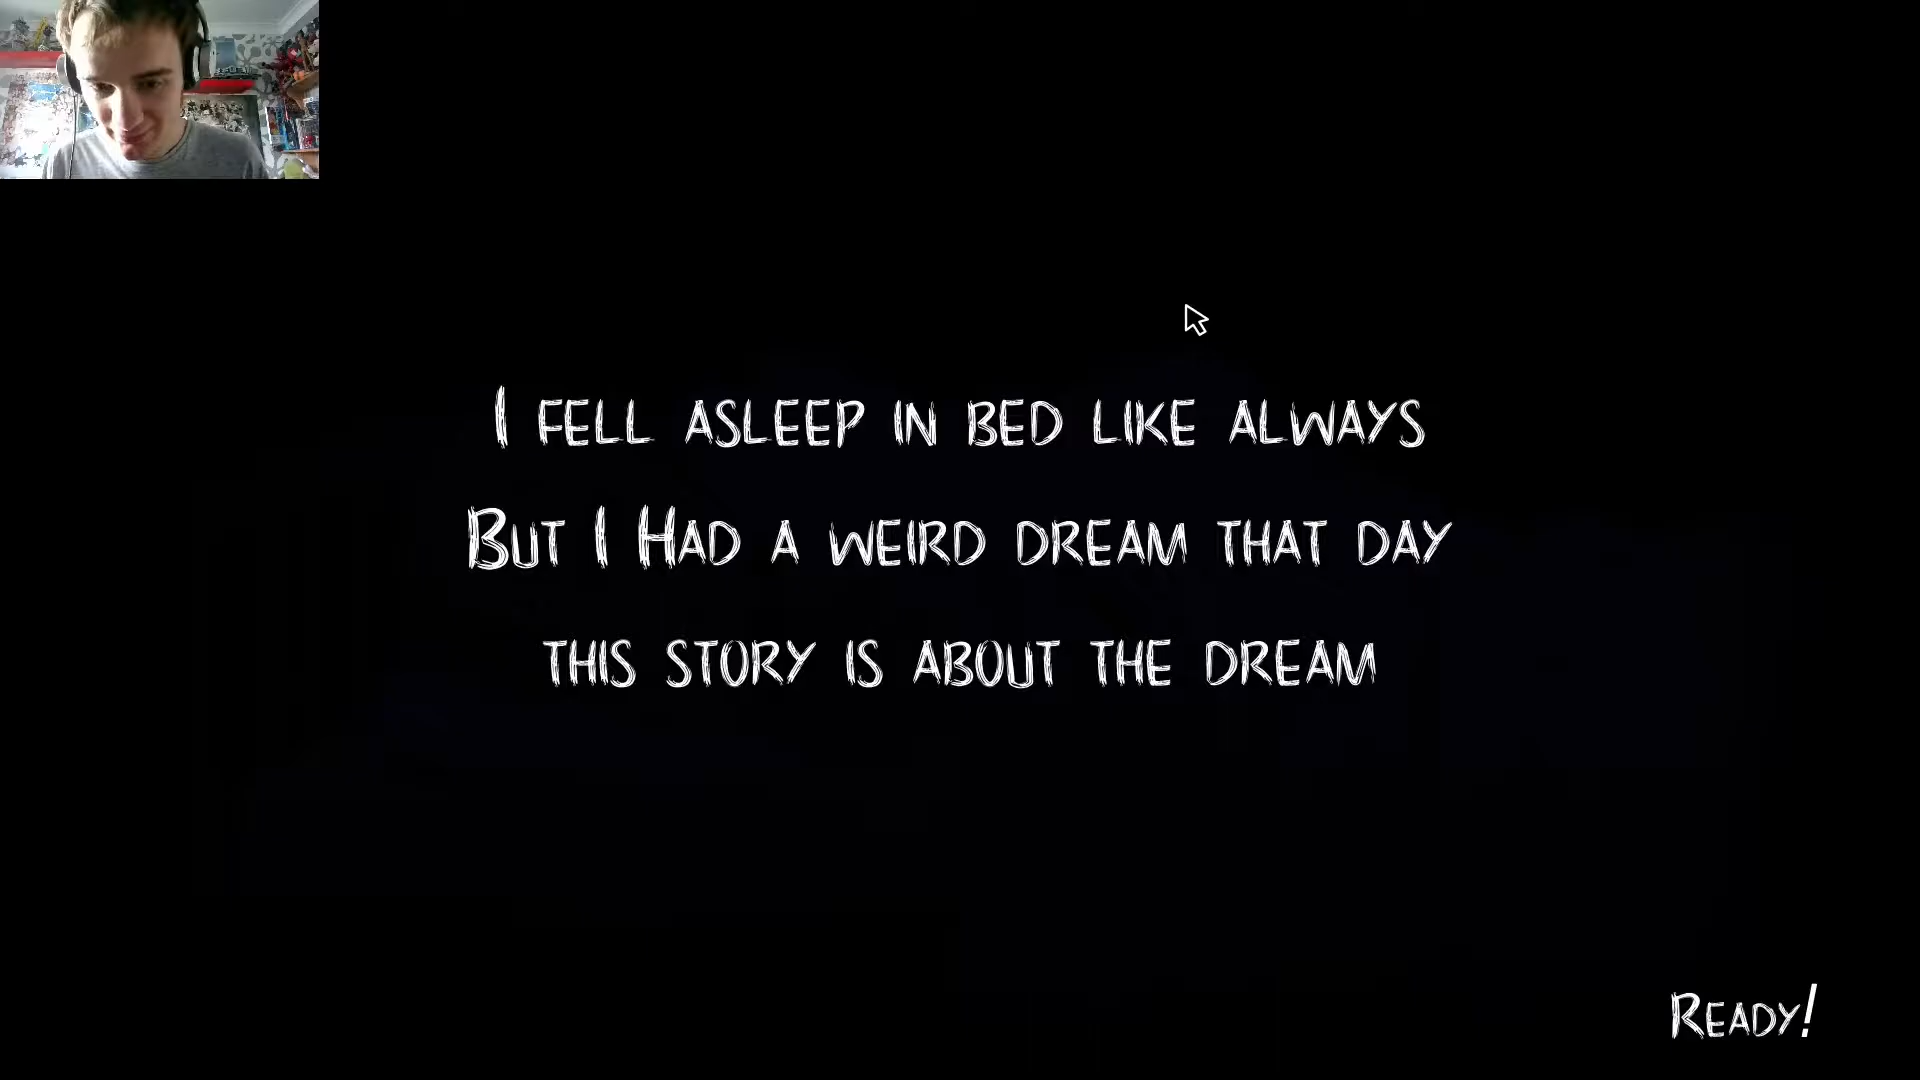 I FELL ASLEEP IN BED LIKE ALWAYS
BUT I HAD A WEIRD DREAM THAT DAY
THIS STORY IS ABOUT THE DREAM
READY!